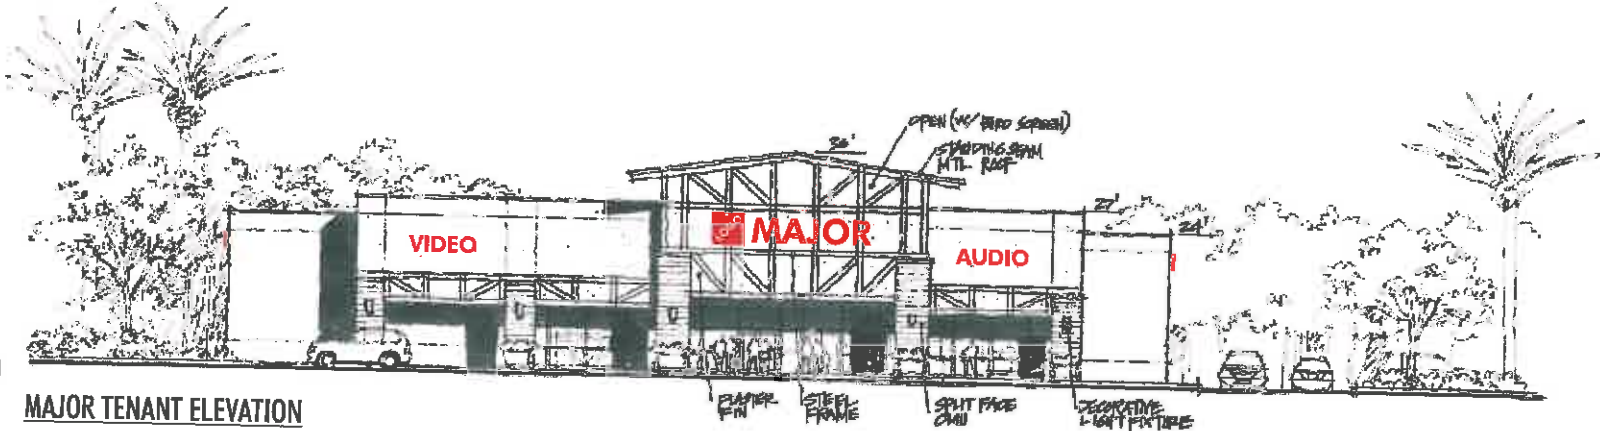 OPEN (W/ BIRD SCREEN)
STANDING SEAM
MTL ROOF
27'
24'
VIDEO
MAJOR
AUDIO
PLASTER
FIN
STEEL
FRAME
SPLIT FACE
CMU
DECORATIVE
LIGHT FIXTURE
MAJOR TENANT ELEVATION